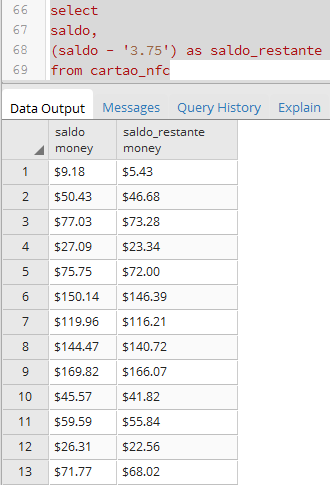 66 select
67 saldo,
68 (saldo - '3.75') as saldo_restante
69 from cartao_nfc
Data Output Messages Query History Explain
saldo saldo_restante
money money
1 $9.18 $5.43
2 $50.43 $46.68
3 $77.03 $73.28
4 $27.09 $23.34
5 $75.75 $72.00
6 $150.14 $146.39
7 $119.96 $116.21
8 $144.47 $140.72
9 $169.82 $166.07
10 $45.57 $41.82
11 $59.59 $55.84
12 $26.31 $22.56
13 $71.77 $68.02